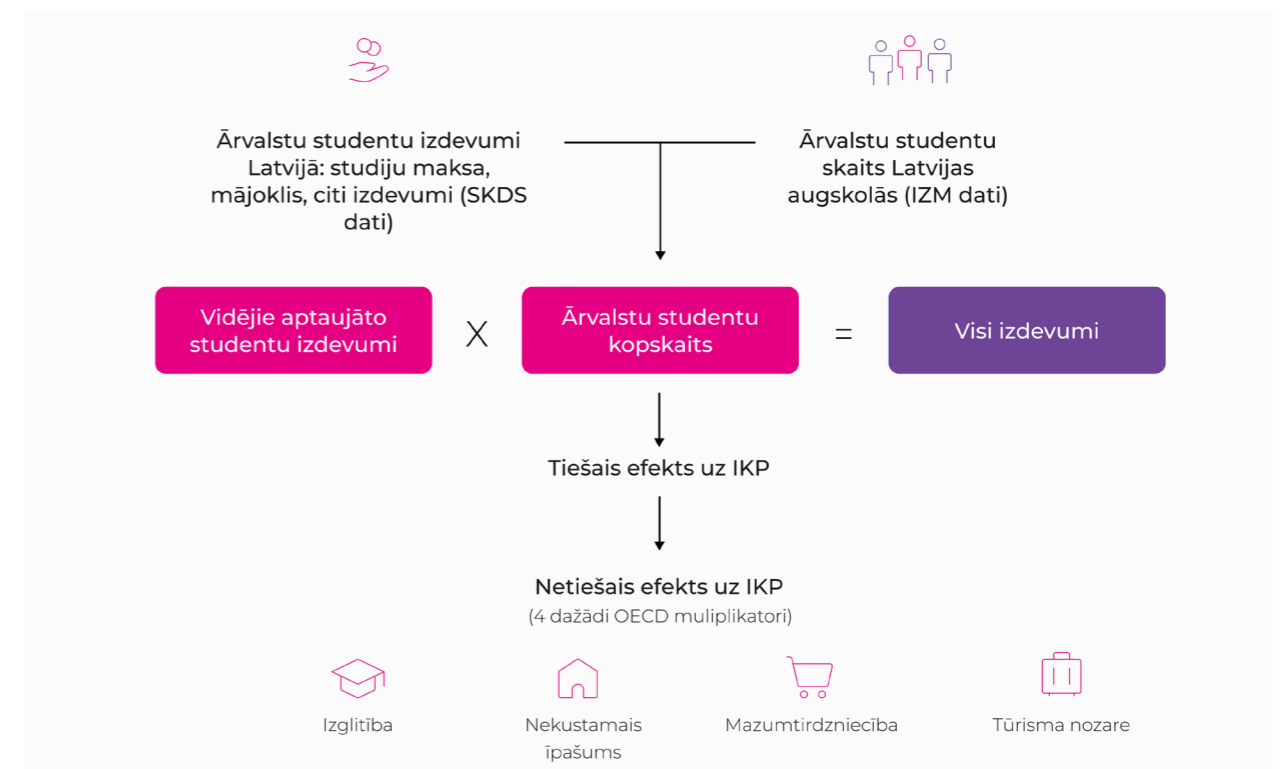 Ārvalstu studentu izdevumi
Latvijā: studiju maksa,
mājoklis, citi izdevumi (SKDS
dati)
Ārvalstu studentu
skaits Latvijas
augskolās (IZM dati)
Vidējie aptaujāto
studentu izdevumi
X
Ārvalstu studentu
kopskaits
=
Visi izdevumi
Tiešais efekts uz IKP
Netiešais efekts uz IKP
(4 dažādi OECD muliplikatori)
Izglitība
Nekustamais
īpašums
Mazumtirdzniecība
Tūrisma nozare